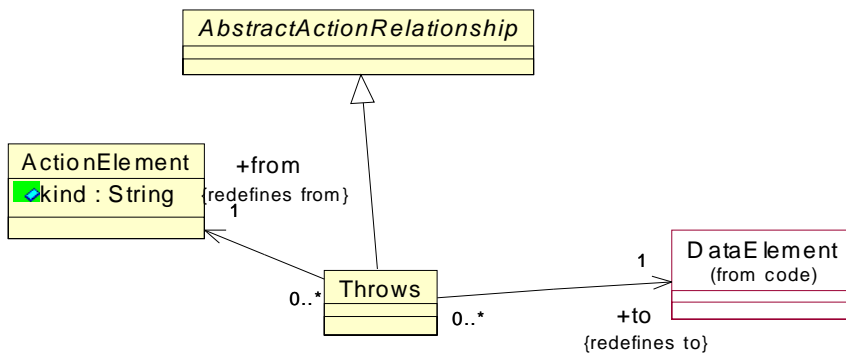 AbstractActionRelationship
ActionElement
kind : String
+from
{redefines from}
1
Throws
0..*
0..*
1
DataElement
(from code)
+to
{redefines to}